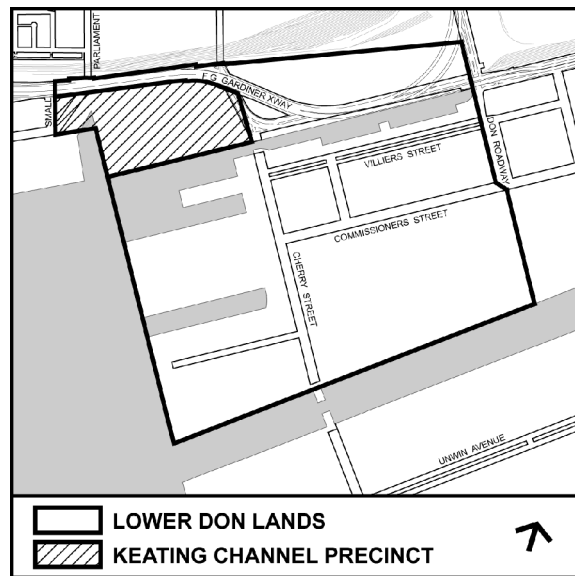 PARLIAMENT
SMALL
F G GARDINER XWAY
DON ROADWAY
VILLIERS STREET
COMMISSIONERS STREET
CHERRY STREET
UNWIN AVENUE
LOWER DON LANDS
KEATING CHANNEL PRECINCT